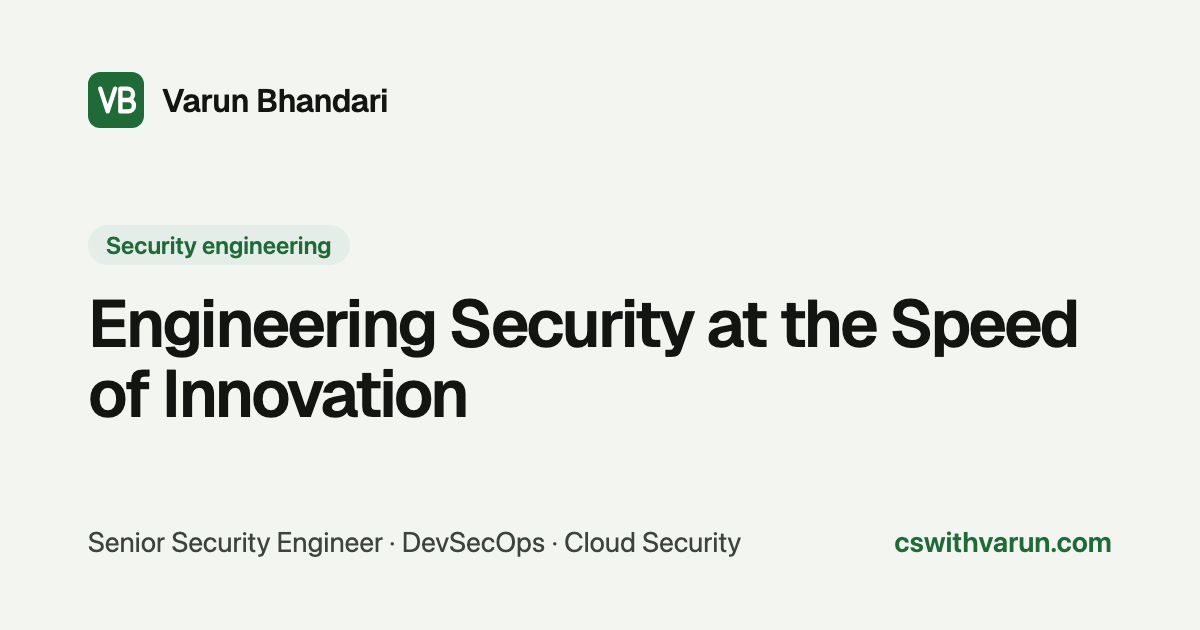 VB
Varun Bhandari
Security engineering
Engineering Security at the Speed
of Innovation
Senior Security Engineer · DevSecOps · Cloud Security
cswithvarun.com